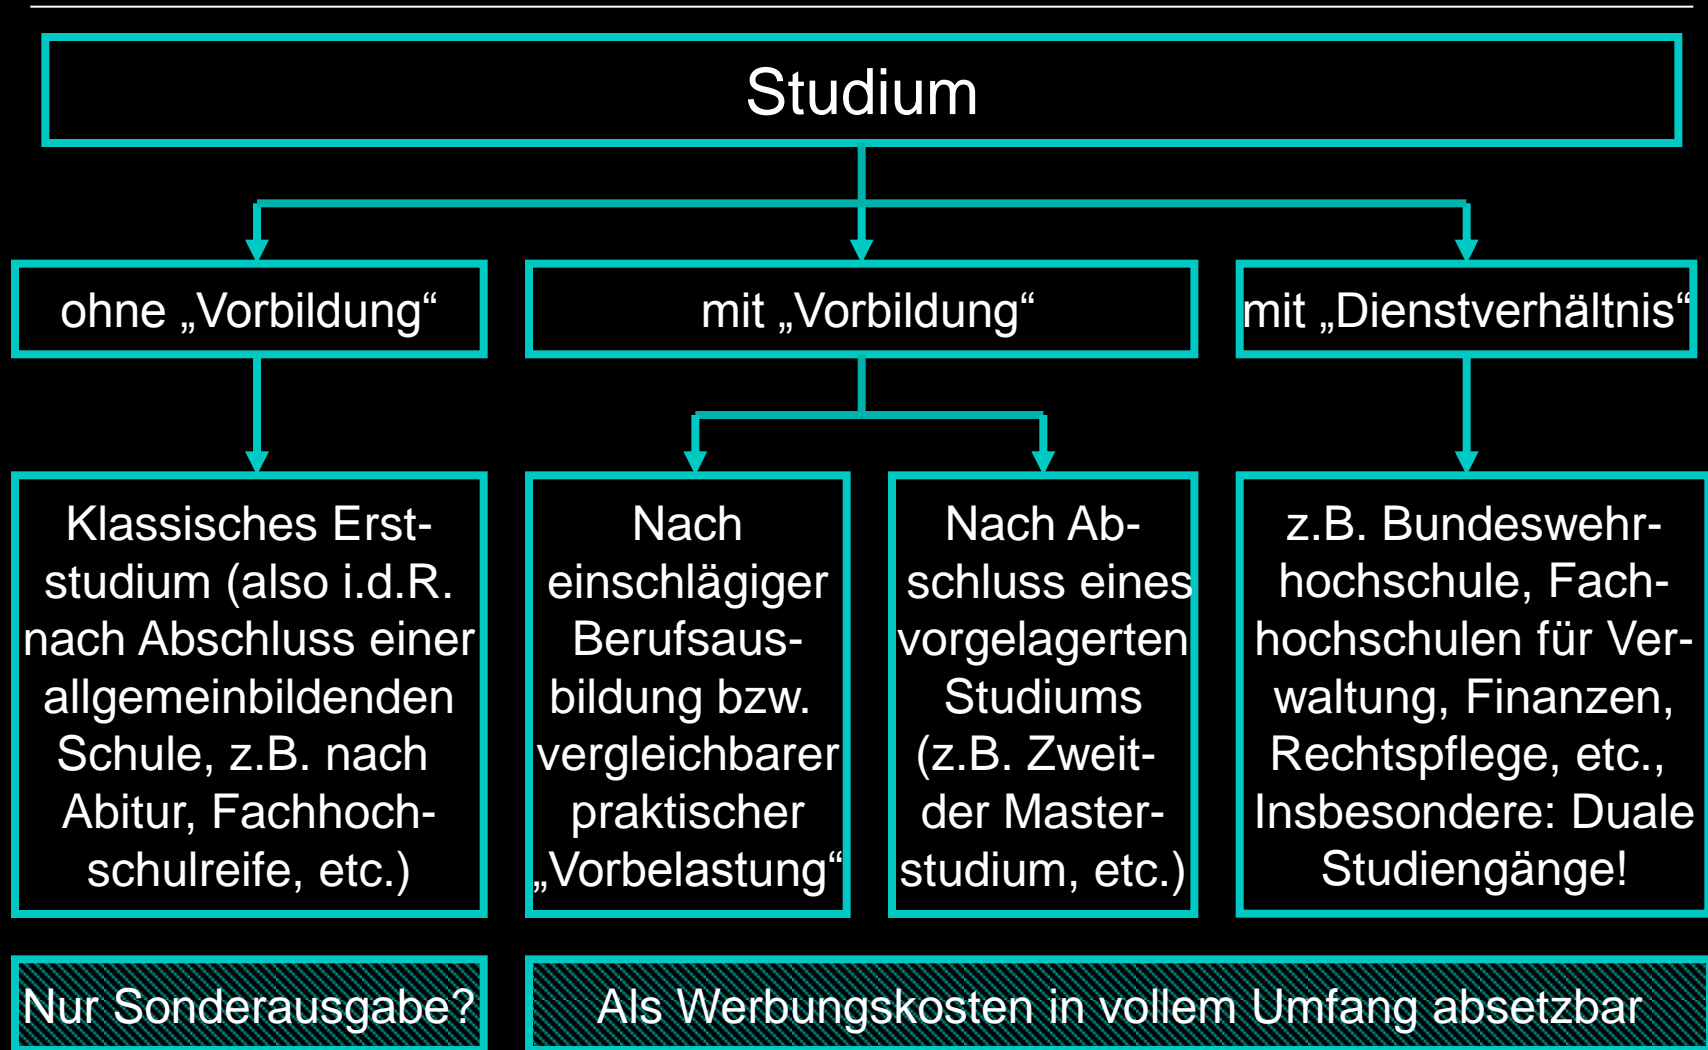 Studium
ohne „Vorbildung“
mit „Vorbildung“
mit „Dienstverhältnis“
Klassisches Erst-
studium (also i.d.R.
nach Abschluss einer
allgemeinbildenden
Schule, z.B. nach
Abitur, Fachhoch-
schulreife, etc.)
Nach
einschlägiger
Berufsaus-
bildung bzw.
vergleichbarer
praktischer
„Vorbelastung“
Nach Ab-
schluss eines
vorgelagerten
Studiums
(z.B. Zweit-
der Master-
studium, etc.)
z.B. Bundeswehr-
hochschule, Fach-
hochschulen für Ver-
waltung, Finanzen,
Rechtspflege, etc.,
Insbesondere: Duale
Studiengänge!
Nur Sonderausgabe?
Als Werbungskosten in vollem Umfang absetzbar